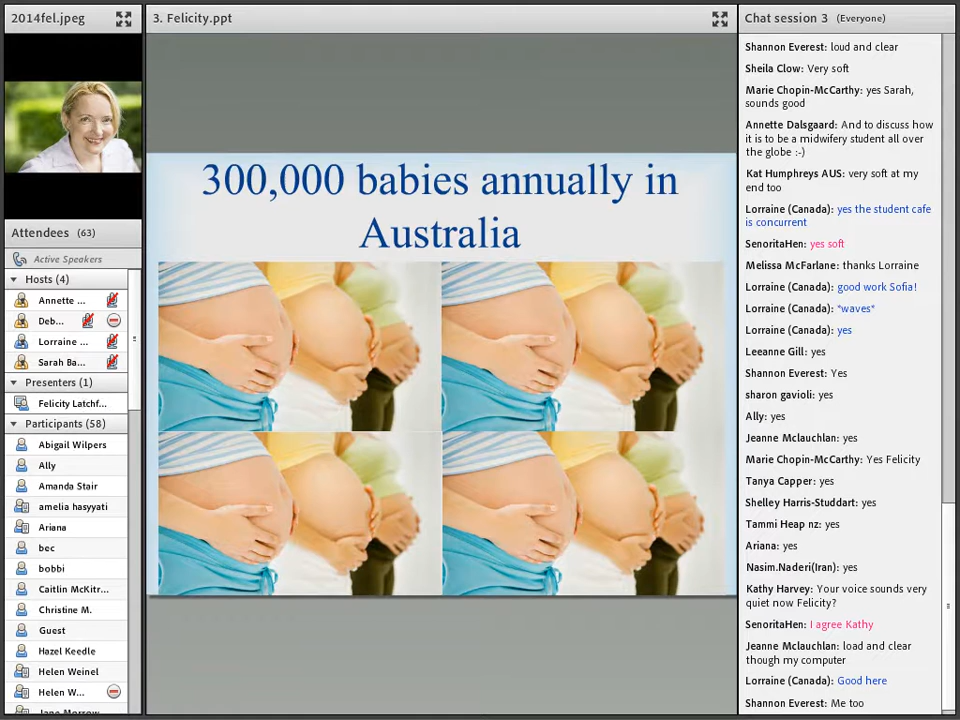 2014fel.jpeg
Attendees (63)
Active Speakers
Hosts (4)
Annette ...
Deb...
Lorraine ...
Sarah Ba...
Presenters (1)
Felicity Latchf...
Participants (58)
Abigail Wilpers
Ally
Amanda Stair
amelia hasyyati
Ariana
bec
bobbi
Caitlin McKitr...
Christine M.
Guest
Hazel Keedle
Helen Weinel
Helen W...
Jane Morrow
3. Felicity.ppt
300,000 babies annually in
Australia
Chat session 3 (Everyone)
Shannon Everest: loud and clear
Sheila Clow: Very soft
Marie Chopin-McCarthy: yes Sarah,
sounds good
Annette Dalsgaard: And to discuss how
it is to be a midwifery student all over
the globe :-)
Kat Humphreys AUS: very soft at my
end too
Lorraine (Canada): yes the student cafe
is concurrent
SenoritaHen: yes soft
Melissa McFarlane: thanks Lorraine
Lorraine (Canada): good work Sofia!
Lorraine (Canada): *waves*
Lorraine (Canada): yes
Leeanne Gill: yes
Shannon Everest: Yes
sharon gavioli: yes
Ally: yes
Jeanne Mclauchlan: yes
Marie Chopin-McCarthy: Yes Felicity
Tanya Capper: yes
Shelley Harris-Studdart: yes
Tammi Heap nz: yes
Ariana: yes
Nasim.Naderi(Iran): yes
Kathy Harvey: Your voice sounds very
quiet now Felicity?
SenoritaHen: I agree Kathy
Jeanne Mclauchlan: load and clear
though my computer
Lorraine (Canada): Good here
Shannon Everest: Me too